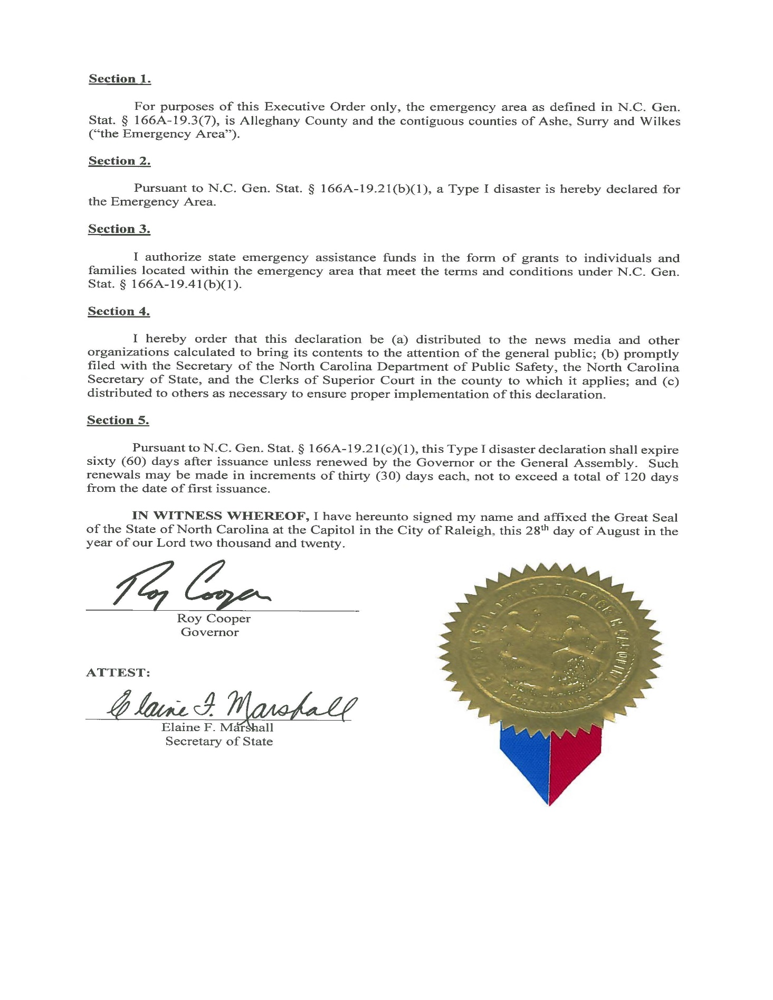 Section 1.
For purposes of this Executive Order only, the emergency area as defined in N.C. Gen.
Stat. § 166A-19.3(7), is Alleghany County and the contiguous counties of Ashe, Surry and Wilkes
(“the Emergency Area”).
Section 2.
Pursuant to N.C. Gen. Stat. § 166A-19.21(b)(1), a Type I disaster is hereby declared for
the Emergency Area.
Section 3.
I authorize state emergency assistance funds in the form of grants to individuals and
families located within the emergency area that meet the terms and conditions under N.C. Gen.
Stat. § 166A-19.41(b)(1).
Section 4.
I hereby order that this declaration be (a) distributed to the news media and other
organizations calculated to bring its contents to the attention of the general public; (b) promptly
filed with the Secretary of the North Carolina Department of Public Safety, the North Carolina
Secretary of State, and the Clerks of Superior Court in the county to which it applies; and (c)
distributed to others as necessary to ensure proper implementation of this declaration.
Section 5.
Pursuant to N.C. Gen. Stat. § 166A-19.21(c)(1), this Type I disaster declaration shall expire
sixty (60) days after issuance unless renewed by the Governor or the General Assembly. Such
renewals may be made in increments of thirty (30) days each, not to exceed a total of 120 days
from the date of first issuance.
IN WITNESS WHEREOF, I have hereunto signed my name and affixed the Great Seal
of the State of North Carolina at the Capitol in the City of Raleigh, this 28th day of August in the
year of our Lord two thousand and twenty.
Roy Cooper
Roy Cooper
Governor
ATTEST:
Elaine F. Marshall
Elaine F. Marshall
Secretary of State